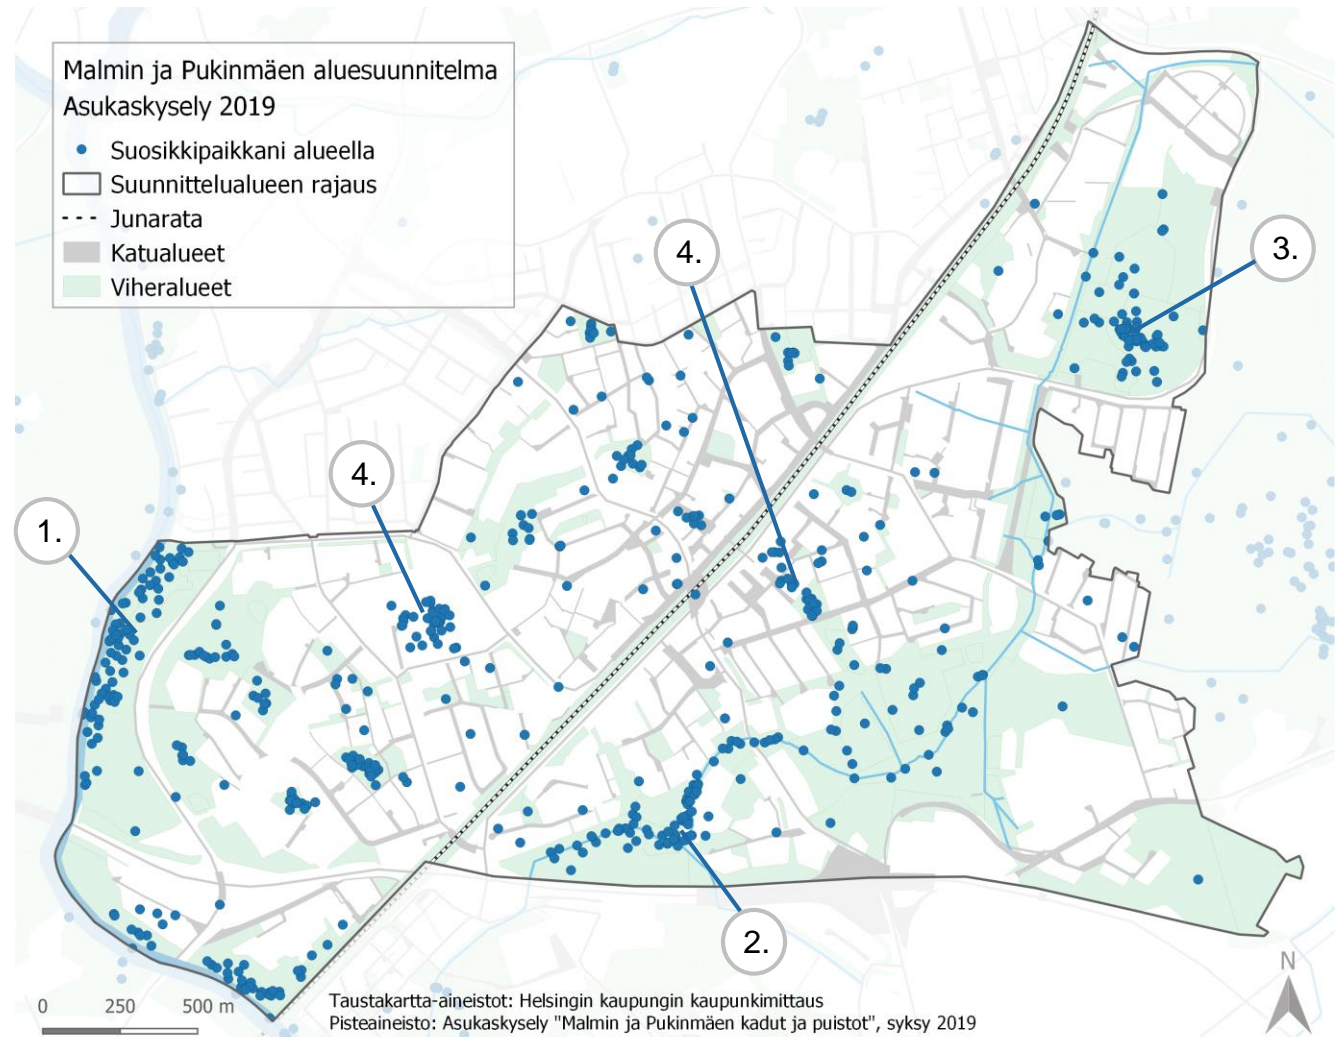 Malmin ja Pukinmäen aluesuunnitelma
Asukaskysely 2019
Suosikkipaikkani alueella
Suunnittelualueen rajaus
Junarata
Katualueet
Viheralueet
4.
3.
4.
1.
2.
N
0 250 500 m
Taustakartta-aineistot: Helsingin kaupungin kaupunkimittaus
Pisteaineisto: Asukaskysely "Malmin ja Pukinmäen kadut ja puistot", syksy 2019